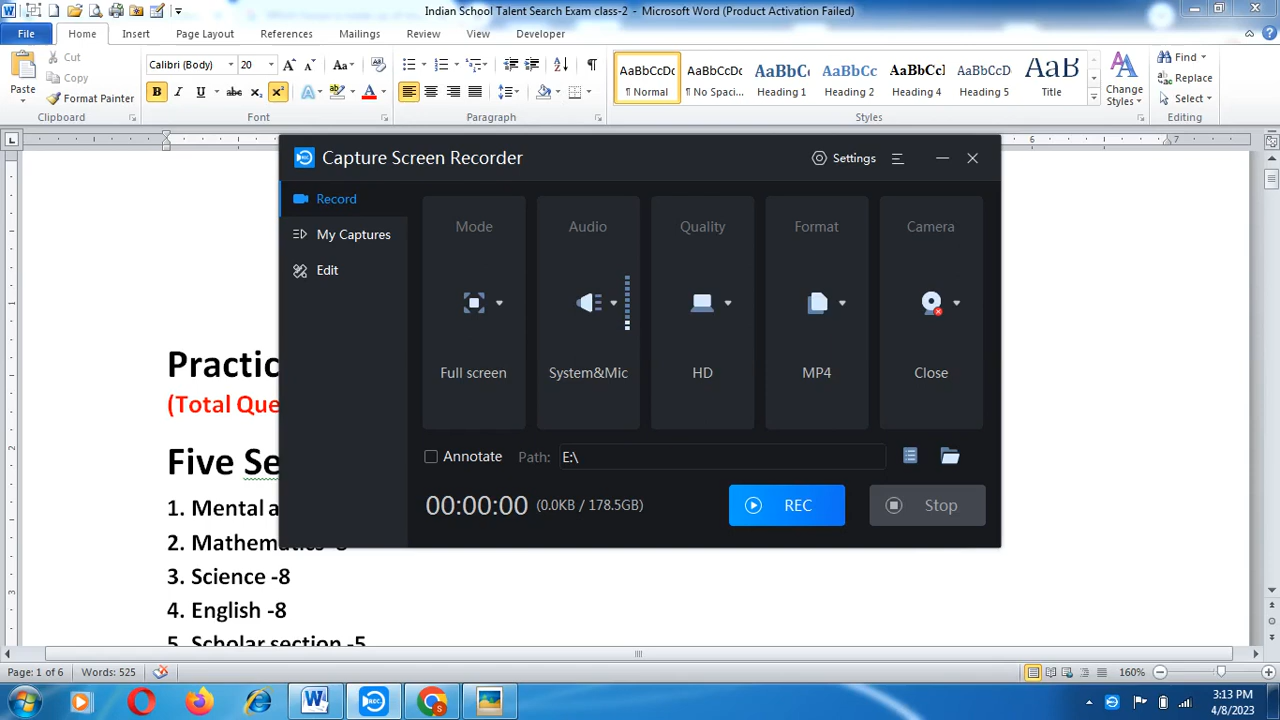 Indian School Talent Search Exam class-2 - Microsoft Word (Product Activation Failed)
File Home Insert Page Layout References Mailings Review View Developer
Paste
Cut
Copy
Format Painter
Clipboard
Calibri (Body) 20
Font
Paragraph
AaBbCcDc
¶ Normal
AaBbCcDc
¶ No Spaci...
AaBbCc
Heading 1
AaBbCc
Heading 2
AaBbCcI
Heading 4
AaBbCcD
Heading 5
AaB
Title
Change Styles
Styles
Find
Replace
Select
Editing
Capture Screen Recorder Settings
Record
My Captures
Edit
Mode Audio Quality Format Camera
Full screen System&Mic HD MP4 Close
Annotate Path: E:\
00:00:00 (0.0KB / 178.5GB) REC Stop
Practic
(Total Que
Five Se
1. Mental a
2. Mathematics
3. Science -8
4. English -8
5. Scholar section -5
Page: 1 of 6 Words: 525 160%
3:13 PM
4/8/2023